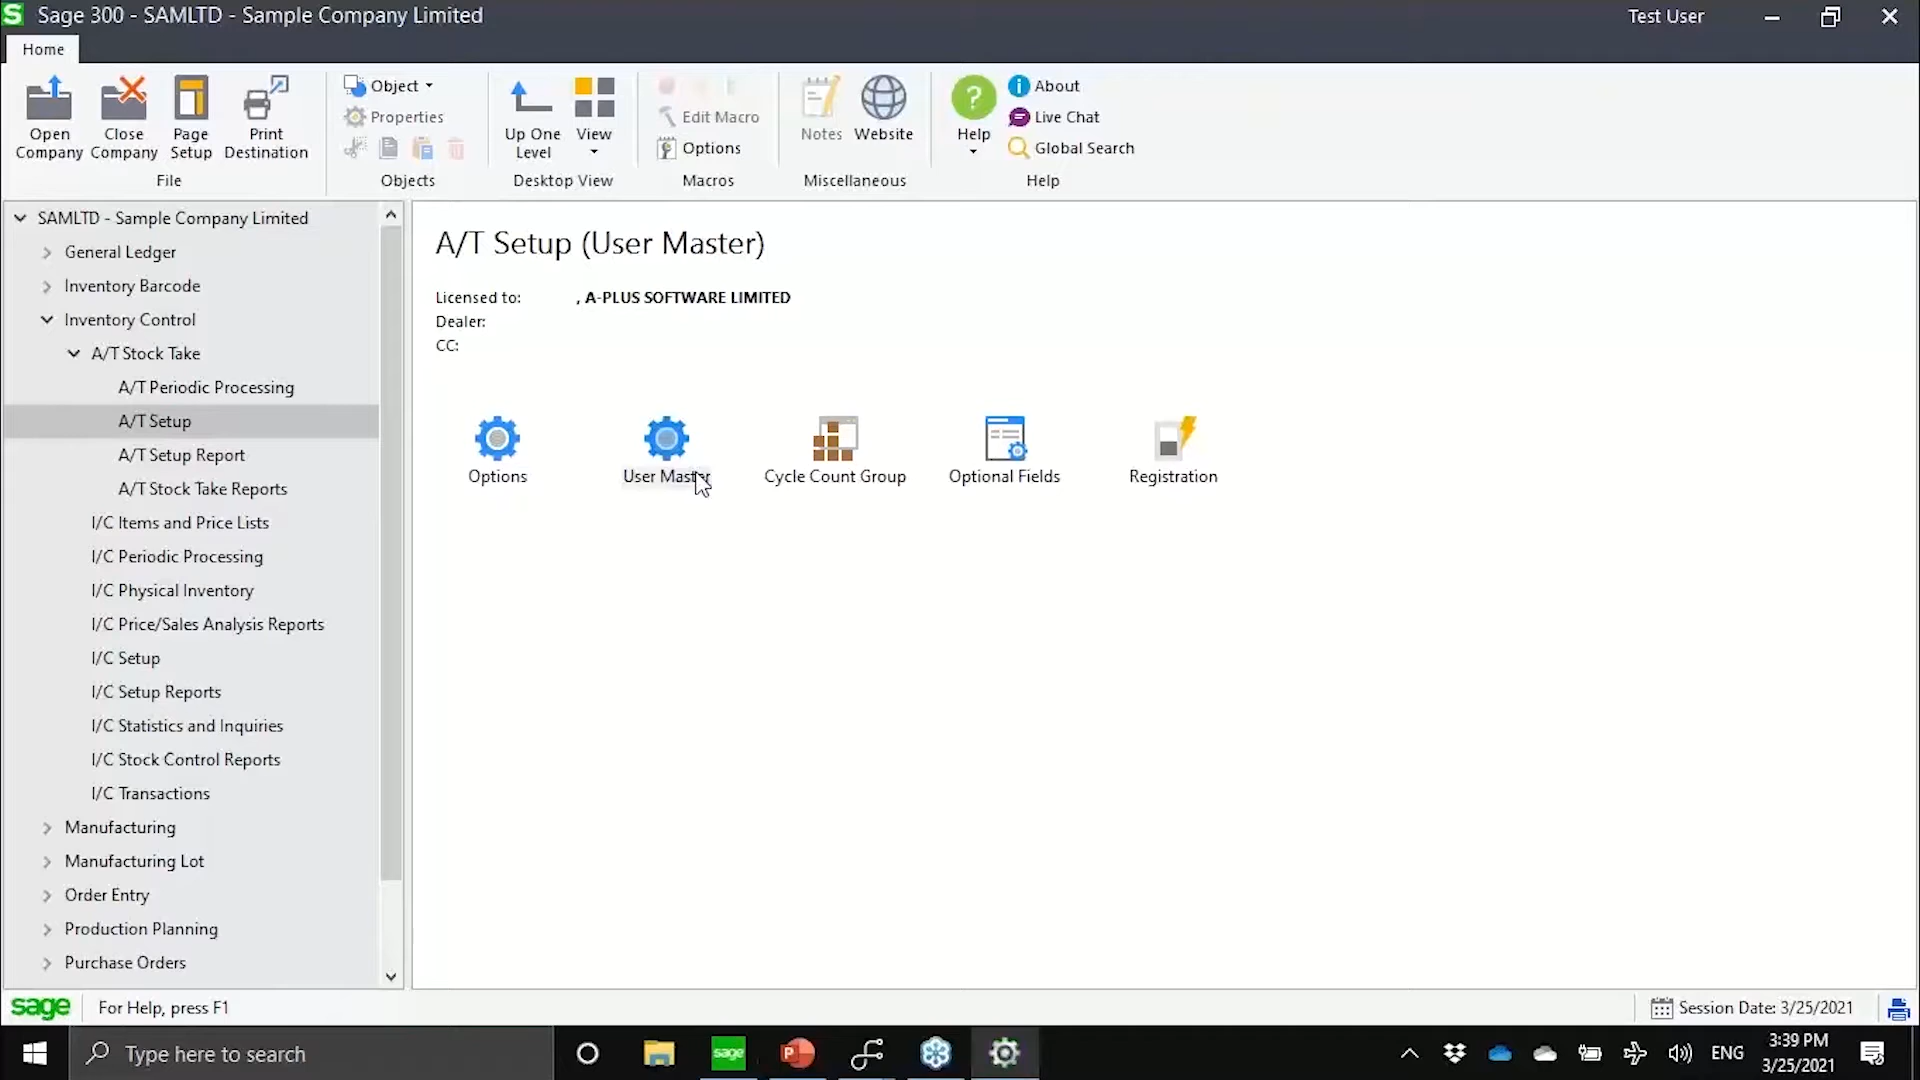 S Sage 300 - SAMLTD - Sample Company Limited
Test User
Home
Open Company
Close Company
Page Setup
Print Destination
File
Object
Properties
Objects
Up One Level
View
Desktop View
Edit Macro
Options
Macros
Notes
Website
Miscellaneous
Help
About
Live Chat
Global Search
Help
SAMLTD - Sample Company Limited
General Ledger
Inventory Barcode
Inventory Control
A/T Stock Take
A/T Periodic Processing
A/T Setup
A/T Setup Report
A/T Stock Take Reports
I/C Items and Price Lists
I/C Periodic Processing
I/C Physical Inventory
I/C Price/Sales Analysis Reports
I/C Setup
I/C Setup Reports
I/C Statistics and Inquiries
I/C Stock Control Reports
I/C Transactions
Manufacturing
Manufacturing Lot
Order Entry
Production Planning
Purchase Orders
A/T Setup (User Master)
Licensed to: , A-PLUS SOFTWARE LIMITED
Dealer:
CC:
Options
User Master
Cycle Count Group
Optional Fields
Registration
sage
For Help, press F1
Session Date: 3/25/2021
Type here to search
sage
ENG
3:39 PM
3/25/2021